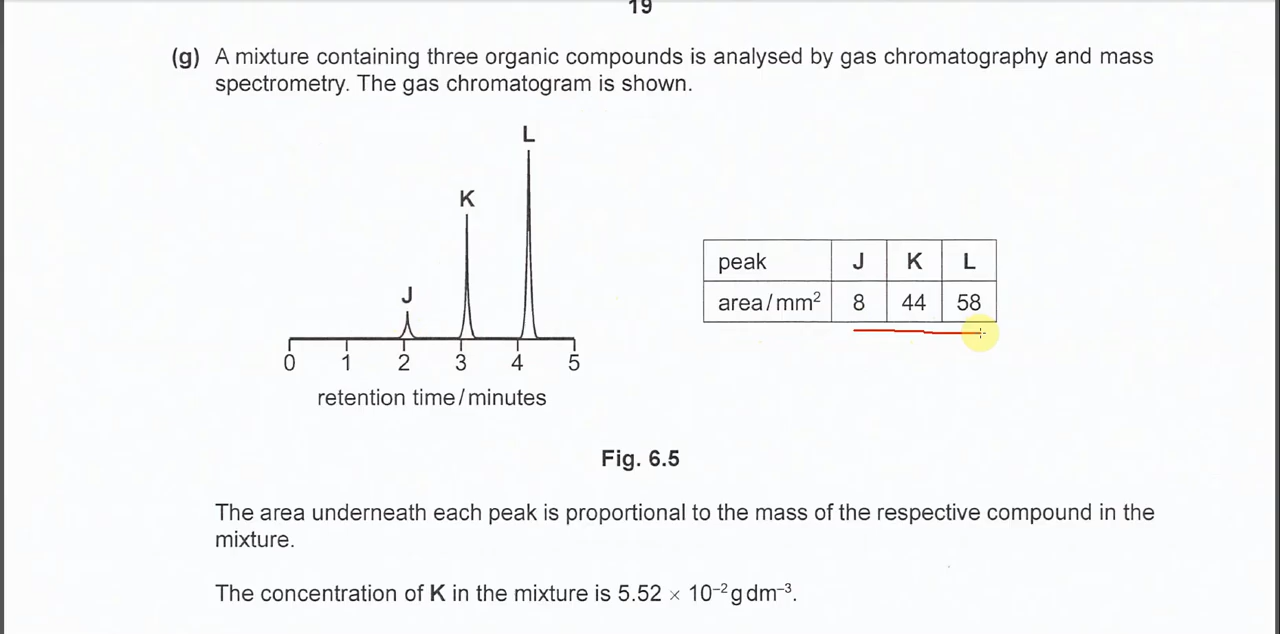 19
(g) A mixture containing three organic compounds is analysed by gas chromatography and mass
spectrometry. The gas chromatogram is shown.
L
K
J
0 1 2 3 4 5
retention time / minutes
peak J K L
area / mm² 8 44 58
Fig. 6.5
The area underneath each peak is proportional to the mass of the respective compound in the
mixture.
The concentration of K in the mixture is 5.52 × 10⁻² g dm⁻³.